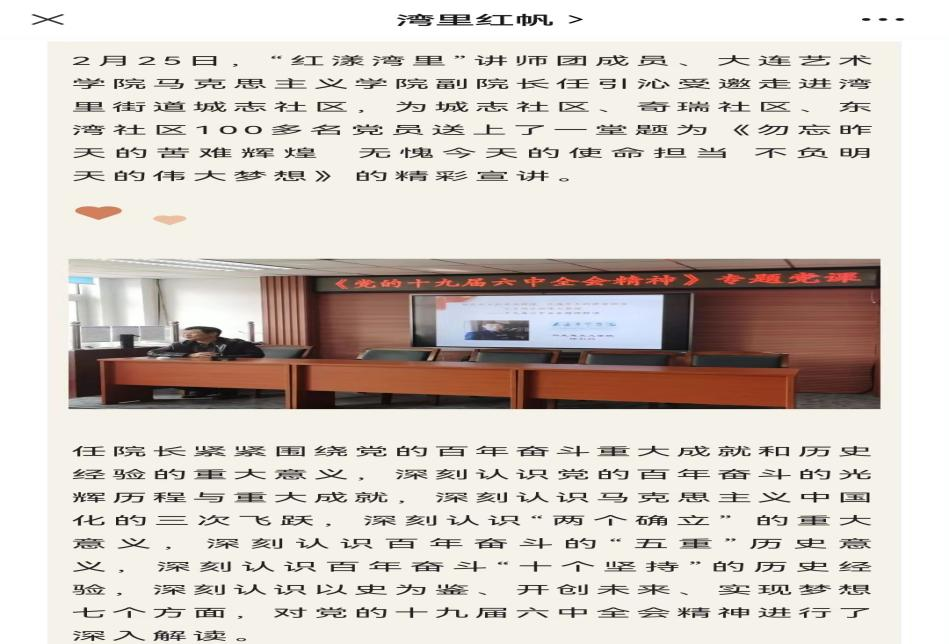 湾里红帆 >
2月25日，“红漾湾里”讲师团成员、大连艺术
学院马克思主义学院副院长任引沁受邀走进湾
里街道城志社区，为城志社区、奇瑞社区、东
湾社区100多名党员送上了一堂题为《勿忘昨
天的苦难辉煌 无愧今天的使命担当 不负明
天的伟大梦想》的精彩宣讲。
《党的十九届六中全会精神》专题党课
任院长紧紧围绕党的百年奋斗重大成就和历史
经验的重大意义，深刻认识党的百年奋斗的光
辉历程与重大成就，深刻认识马克思主义中国
化的三次飞跃，深刻认识“两个确立”的重大
意义，深刻认识百年奋斗的“五重”历史意
义，深刻认识百年奋斗“十个坚持”的历史经
验，深刻认识以史为鉴、开创未来、实现梦想
七个方面，对党的十九届六中全会精神进行了
深入解读。